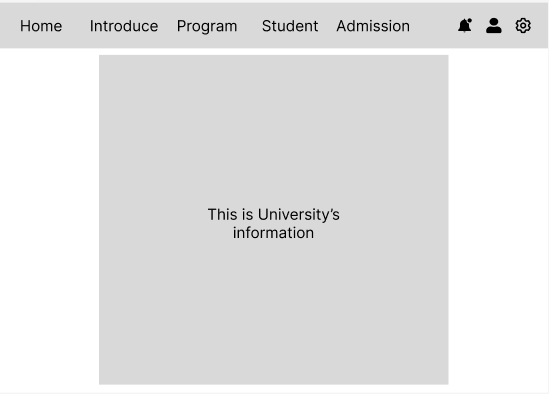 Home Introduce Program Student Admission
This is University’s
information